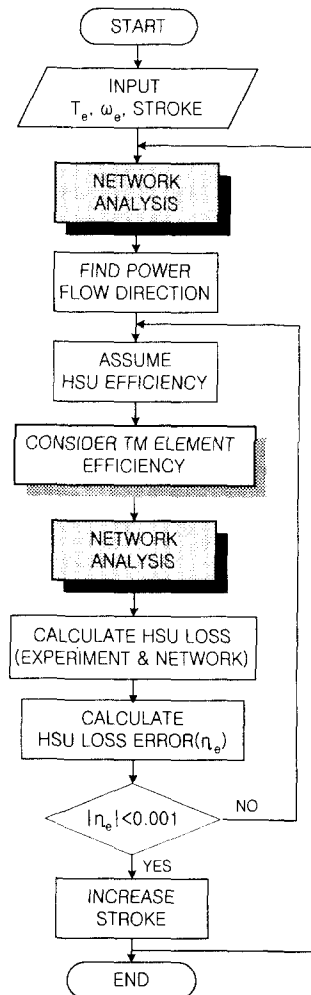 START
INPUT
Tₑ, ωₑ, STROKE
NETWORK
ANALYSIS
FIND POWER
FLOW DIRECTION
ASSUME
HSU EFFICIENCY
CONSIDER TM ELEMENT
EFFICIENCY
NETWORK
ANALYSIS
CALCULATE HSU LOSS
(EXPERIMENT & NETWORK)
CALCULATE
HSU LOSS ERROR(ηₑ)
|ηₑ|<0.001
NO
YES
INCREASE
STROKE
END